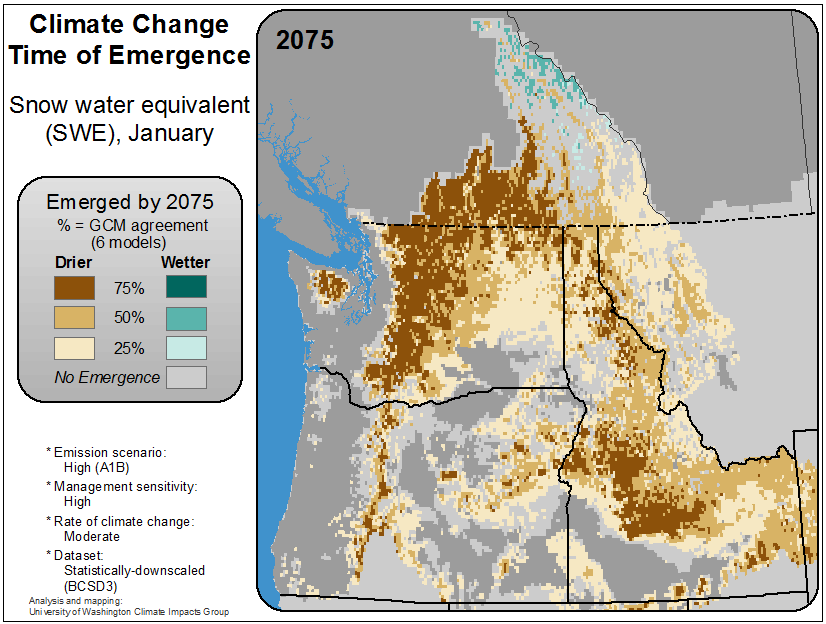 Climate Change
Time of Emergence
Snow water equivalent
(SWE), January
2075
Emerged by 2075
% = GCM agreement
(6 models)
Drier Wetter
75%
50%
25%
No Emergence
* Emission scenario:
High (A1B)
* Management sensitivity:
High
* Rate of climate change:
Moderate
* Dataset:
Statistically-downscaled
(BCSD3)
Analysis and mapping:
University of Washington Climate Impacts Group